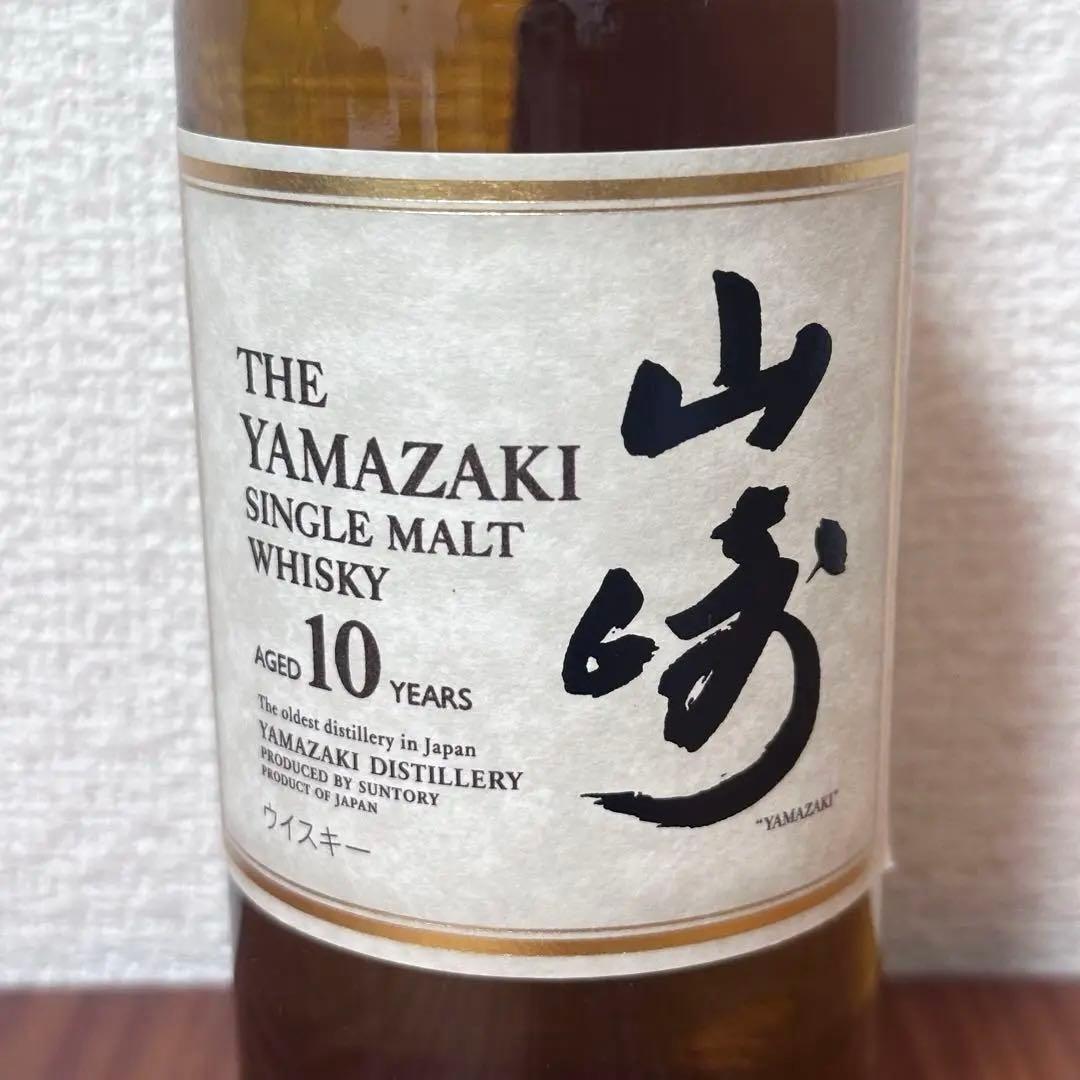 THE
YAMAZAKI
SINGLE MALT
WHISKY
AGED 10 YEARS
The oldest distillery in Japan
YAMAZAKI DISTILLERY
PRODUCED BY SUNTORY
PRODUCT OF JAPAN
ウイスキー
山崎
"YAMAZAKI"